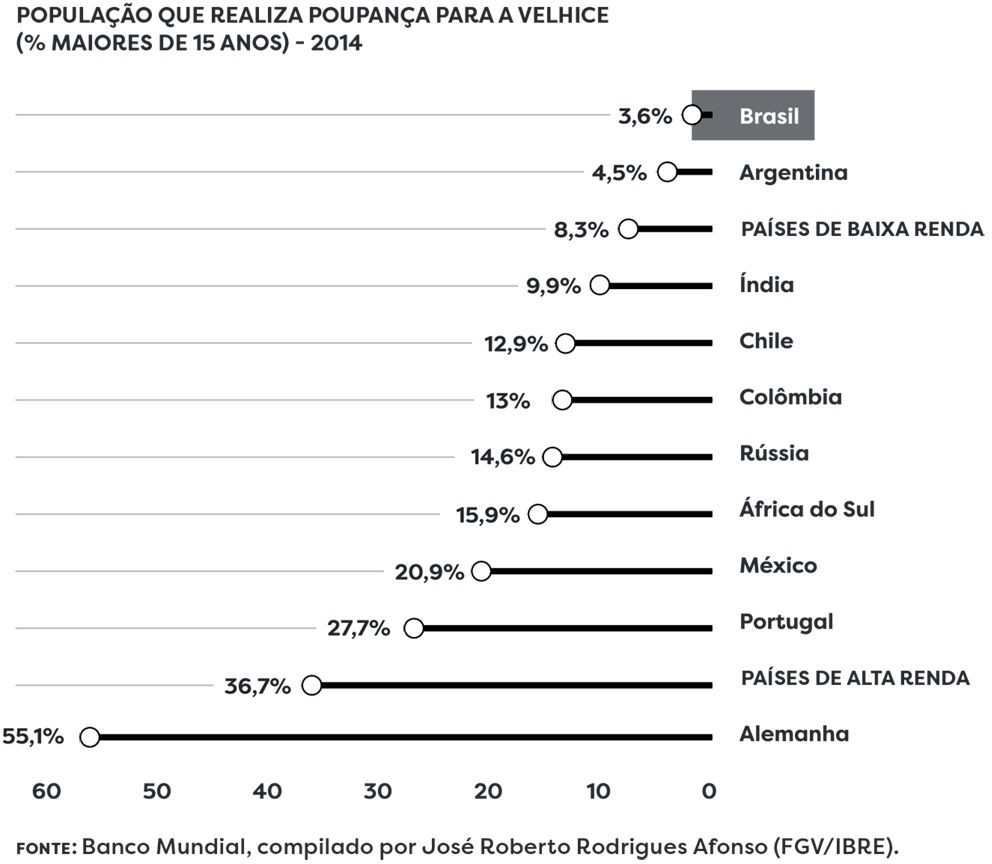 POPULAÇÃO QUE REALIZA POUPANÇA PARA A VELHICE
(% MAIORES DE 15 ANOS) - 2014
3,6% Brasil
4,5% Argentina
8,3% PAÍSES DE BAIXA RENDA
9,9% Índia
12,9% Chile
13% Colômbia
14,6% Rússia
15,9% África do Sul
20,9% México
27,7% Portugal
36,7% PAÍSES DE ALTA RENDA
55,1% Alemanha
60 50 40 30 20 10 0
FONTE: Banco Mundial, compilado por José Roberto Rodrigues Afonso (FGV/IBRE).